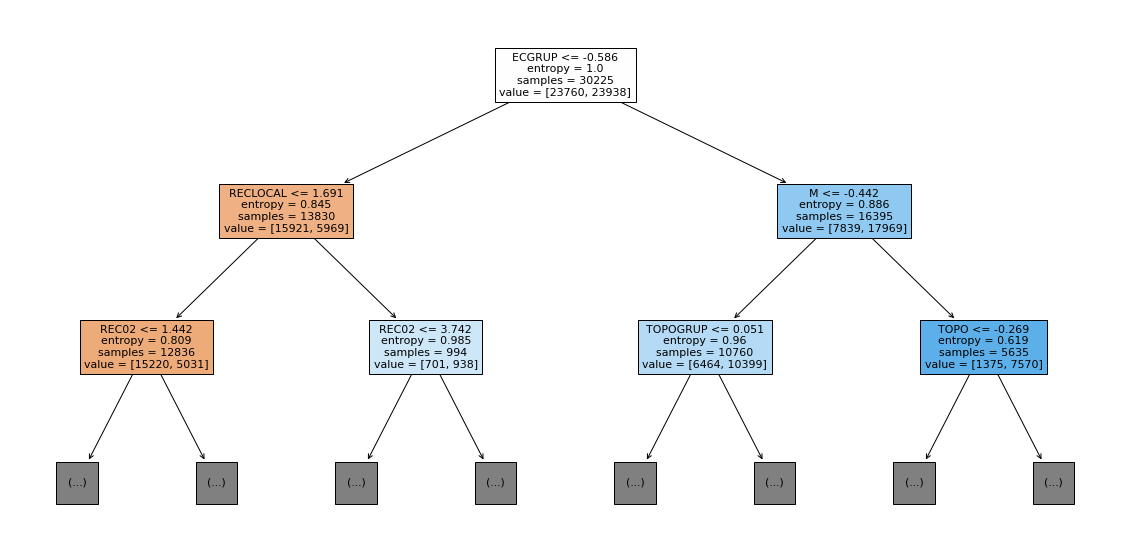 ECGRUP <= -0.586
entropy = 1.0
samples = 30225
value = [23760, 23938]
RECLOCAL <= 1.691
entropy = 0.845
samples = 13830
value = [15921, 5969]
M <= -0.442
entropy = 0.886
samples = 16395
value = [7839, 17969]
REC02 <= 1.442
entropy = 0.809
samples = 12836
value = [15220, 5031]
REC02 <= 3.742
entropy = 0.985
samples = 994
value = [701, 938]
TOPOGRUP <= 0.051
entropy = 0.96
samples = 10760
value = [6464, 10399]
TOPO <= -0.269
entropy = 0.619
samples = 5635
value = [1375, 7570]
(...)
(...)
(...)
(...)
(...)
(...)
(...)
(...)